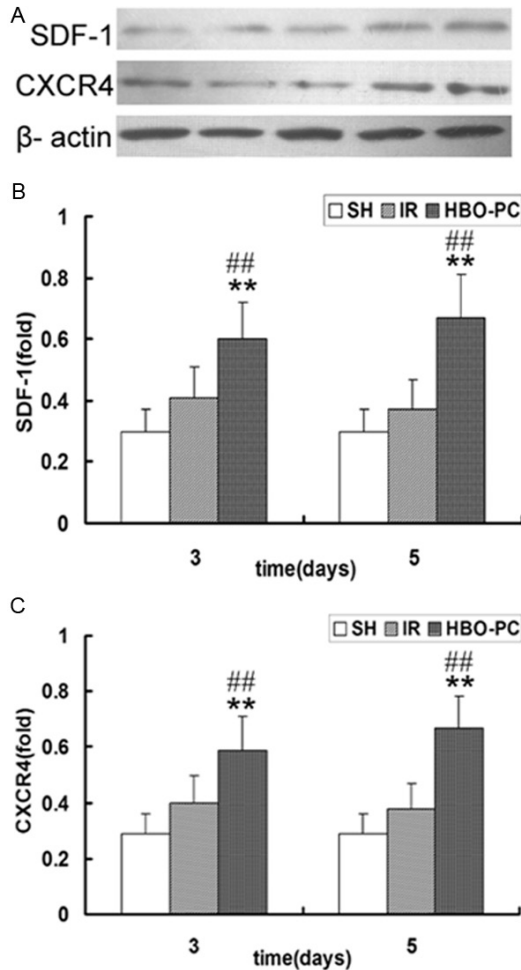 A
SDF-1
CXCR4
β- actin
B
1
SH IR HBO-PC
## ##
0.8
** **
0.6
SDF-1(fold)
0.4
0.2
0
3 5
time(days)
C
1
SH IR HBO-PC
## ##
0.8
** **
0.6
CXCR4(fold)
0.4
0.2
0
3 5
time(days)